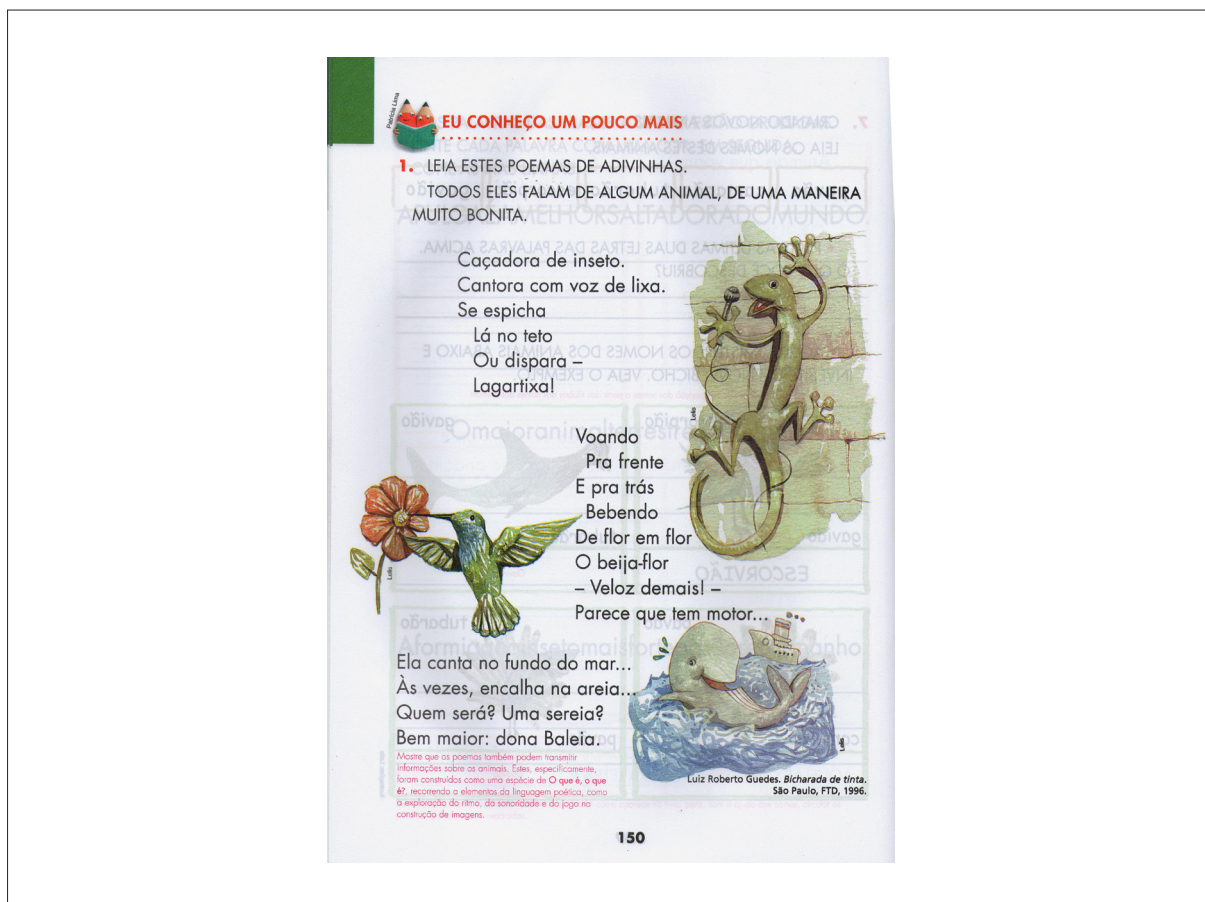 Patrícia Lima
EU CONHEÇO UM POUCO MAIS
1. LEIA ESTES POEMAS DE ADIVINHAS.
TODOS ELES FALAM DE ALGUM ANIMAL, DE UMA MANEIRA
MUITO BONITA.
Caçadora de inseto.
Cantora com voz de lixa.
Se espicha
Lá no teto
Ou dispara –
Lagartixa!
Lello
Voando
Pra frente
E pra trás
Bebendo
De flor em flor
O beija-flor
– Veloz demais! –
Parece que tem motor...
Lello
Ela canta no fundo do mar...
Às vezes, encalha na areia...
Quem será? Uma sereia?
Bem maior: dona Baleia.
Lello
Mostre que os poemas também podem transmitir
informações sobre os animais. Estes, especificamente,
foram construídos como uma espécie de O que é, o que
é?, recorrendo a elementos da linguagem poética, como
a exploração do ritmo, da sonoridade e do jogo na
construção de imagens.
Luiz Roberto Guedes. Bicharada de tinta.
São Paulo, FTD, 1996.
150